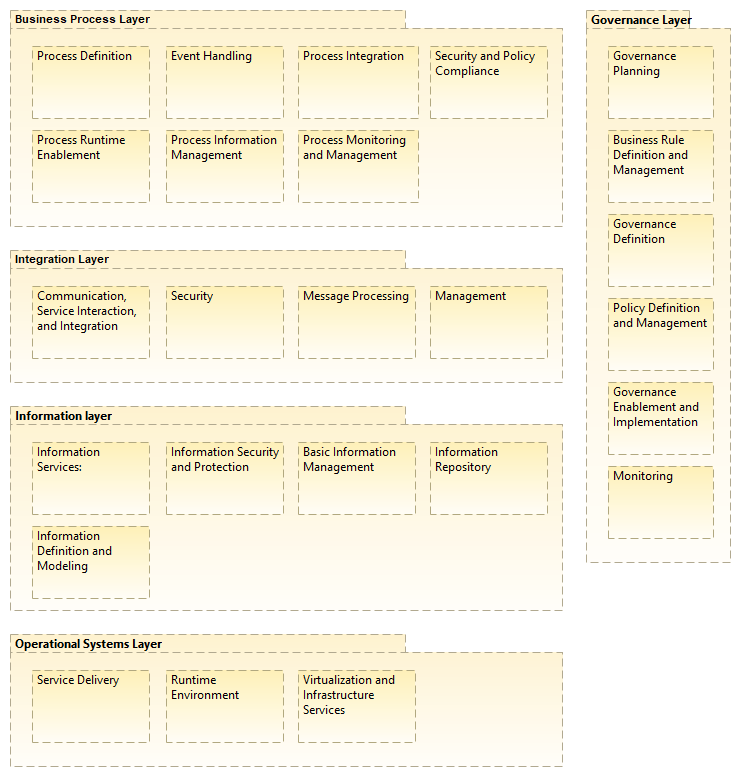 Business Process Layer
Process Definition
Event Handling
Process Integration
Security and Policy
Compliance
Process Runtime
Enablement
Process Information
Management
Process Monitoring
and Management
Integration Layer
Communication,
Service Interaction,
and Integration
Security
Message Processing
Management
Information layer
Information
Services:
Information Security
and Protection
Basic Information
Management
Information
Repository
Information
Definition and
Modeling
Operational Systems Layer
Service Delivery
Runtime
Environment
Virtualization and
Infrastructure
Services
Governance Layer
Governance
Planning
Business Rule
Definition and
Management
Governance
Definition
Policy Definition
and Management
Governance
Enablement and
Implementation
Monitoring